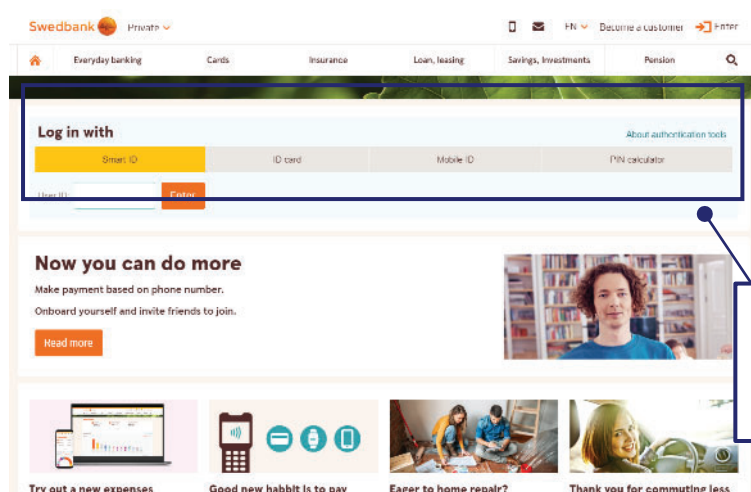 Swedbank Private EN Become a customer Enter
Everyday banking Cards Insurance Loan, leasing Savings, Investments Pension
Log in with
About authentication tools
Smart ID ID card Mobile ID PIN calculator
User ID: Enter
Now you can do more
Make payment based on phone number.
Onboard yourself and invite friends to join.
Read more
Try out a new expenses Good new habbit is to pay Eager to home repair? Thank you for commuting less